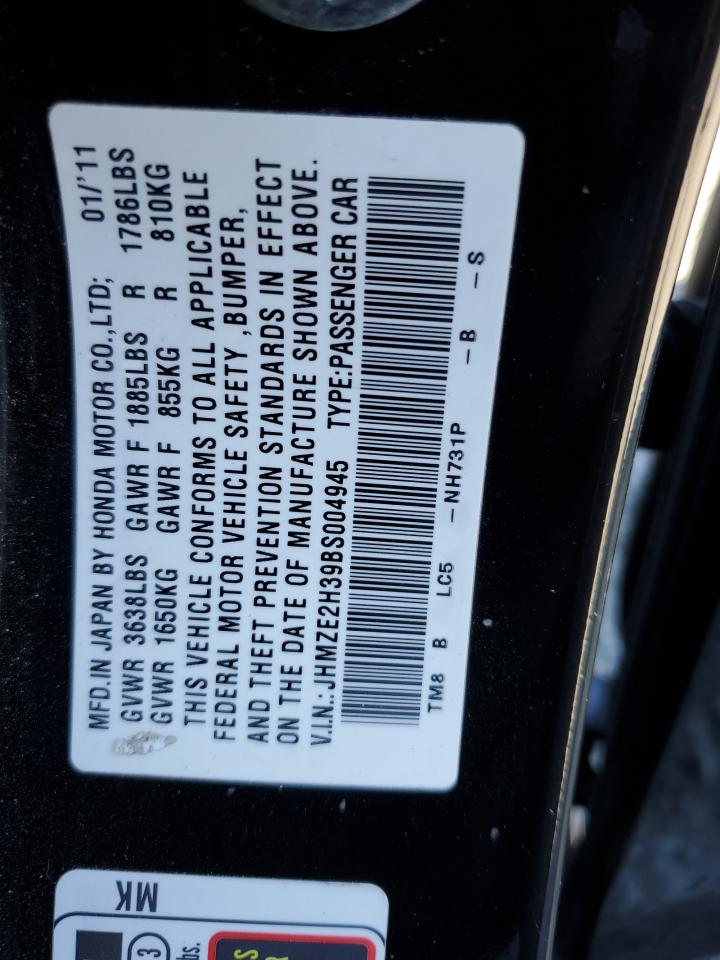 MFD.IN JAPAN BY HONDA MOTOR CO.,LTD; 01/'11
GVWR 3638LBS GAWR F 1885LBS R 1786LBS
GVWR 1650KG GAWR F 855KG R 810KG
THIS VEHICLE CONFORMS TO ALL APPLICABLE
FEDERAL MOTOR VEHICLE SAFETY ,BUMPER,
AND THEFT PREVENTION STANDARDS IN EFFECT
ON THE DATE OF MANUFACTURE SHOWN ABOVE.
V.I.N.: JHMZE2H39BS004945 TYPE:PASSENGER CAR
TM8 B LC5 – NH731P – B – S
MK
3